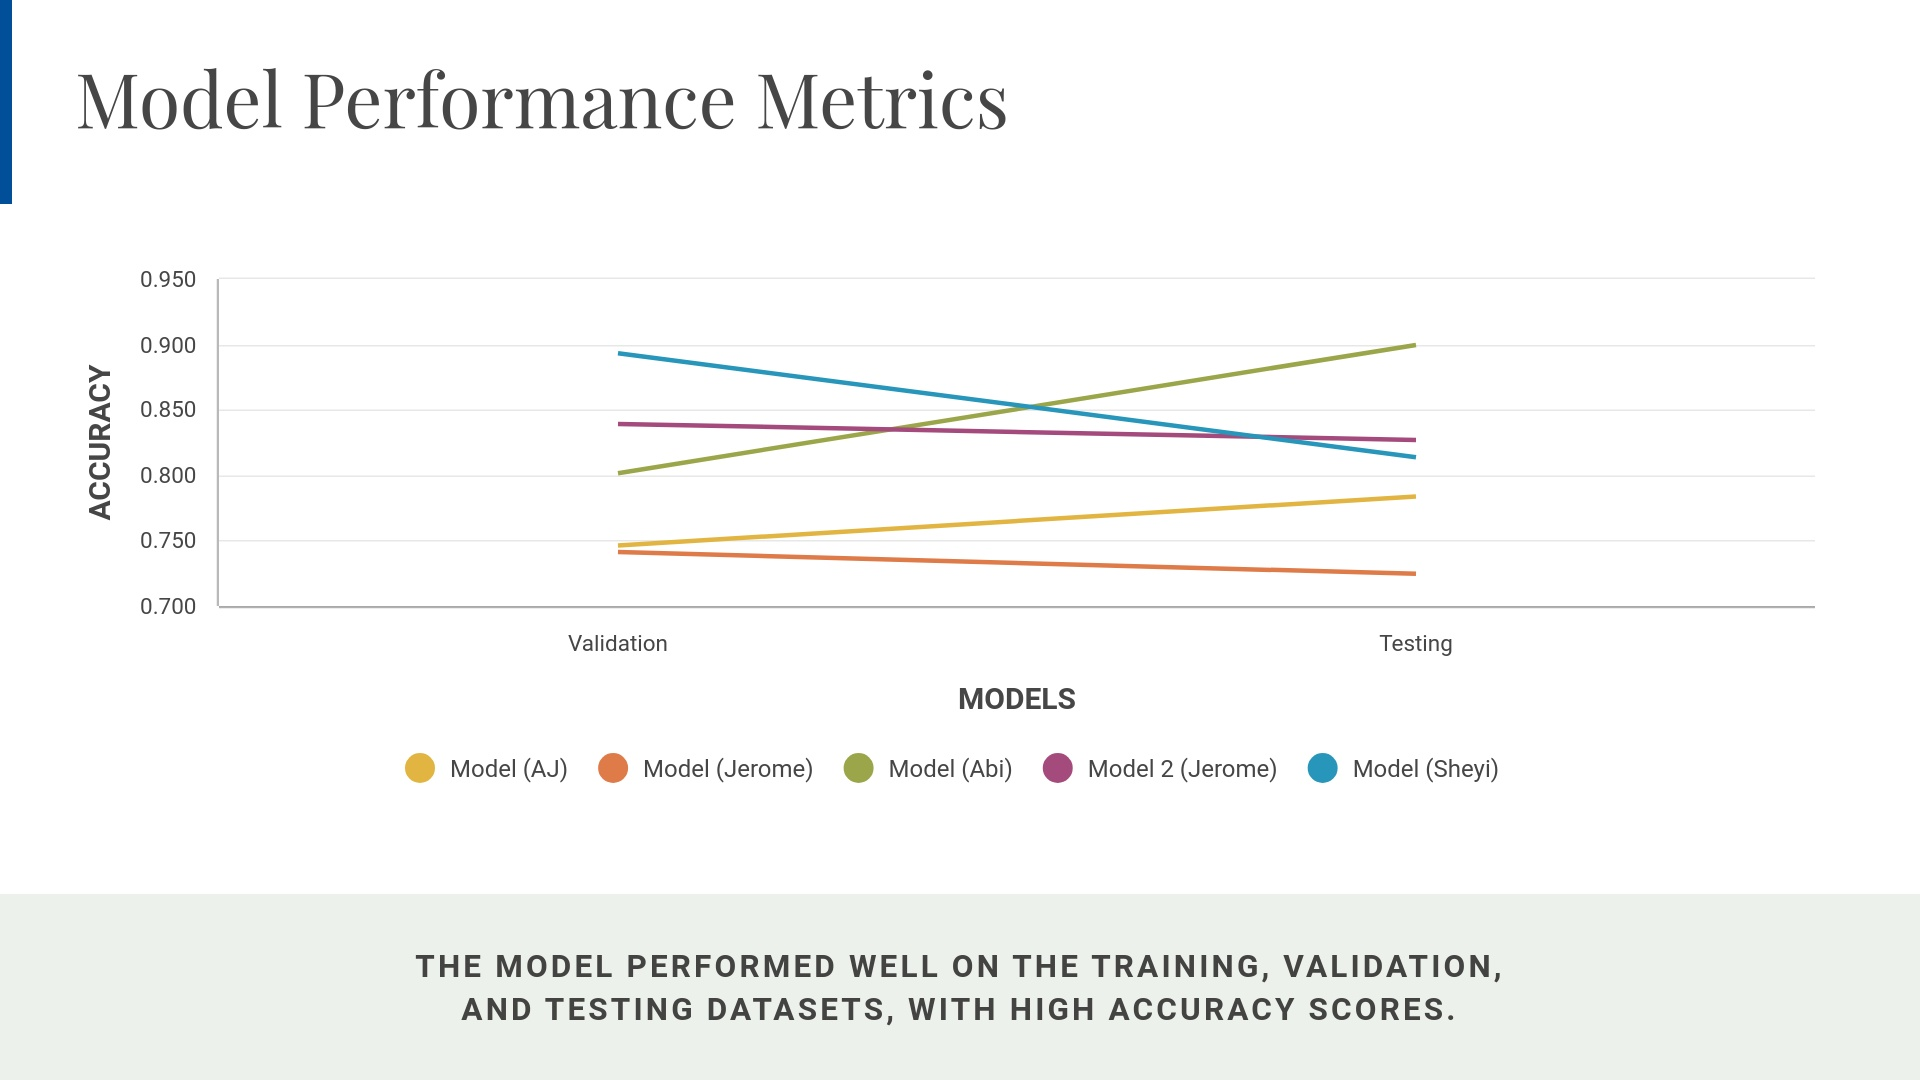 Model Performance Metrics
0.950
0.900
0.850
0.800
0.750
0.700
ACCURACY
Validation
Testing
MODELS
Model (AJ)
Model (Jerome)
Model (Abi)
Model 2 (Jerome)
Model (Sheyi)
THE MODEL PERFORMED WELL ON THE TRAINING, VALIDATION,
AND TESTING DATASETS, WITH HIGH ACCURACY SCORES.